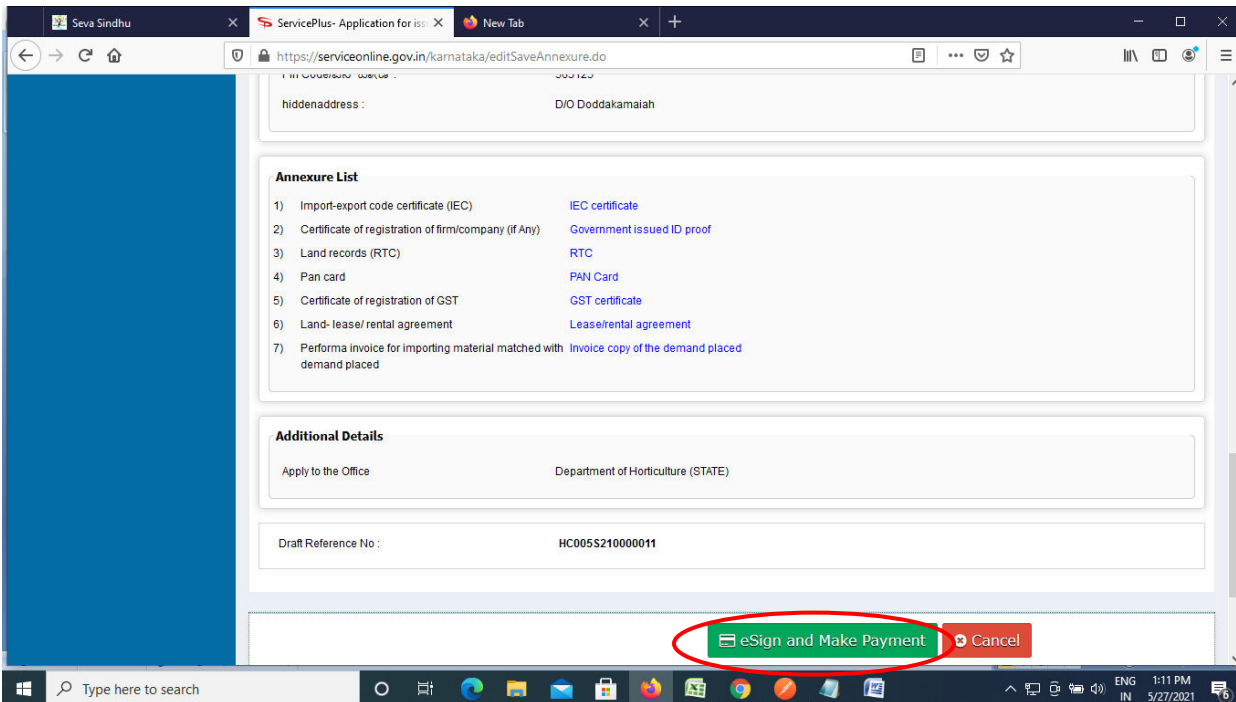 Seva Sindhu
ServicePlus- Application for iss
New Tab
https://serviceonline.gov.in/karnataka/editSaveAnnexure.do
hiddenaddress : D/O Doddakamaiah
Annexure List
1) Import-export code certificate (IEC) IEC certificate
2) Certificate of registration of firm/company (if Any) Government issued ID proof
3) Land records (RTC) RTC
4) Pan card PAN Card
5) Certificate of registration of GST GST certificate
6) Land- lease/ rental agreement Lease/rental agreement
7) Performa invoice for importing material matched with Invoice copy of the demand placed
demand placed
Additional Details
Apply to the Office Department of Horticulture (STATE)
Draft Reference No : HC005S210000011
eSign and Make Payment Cancel
Type here to search
ENG 1:11 PM
IN 5/27/2021
6